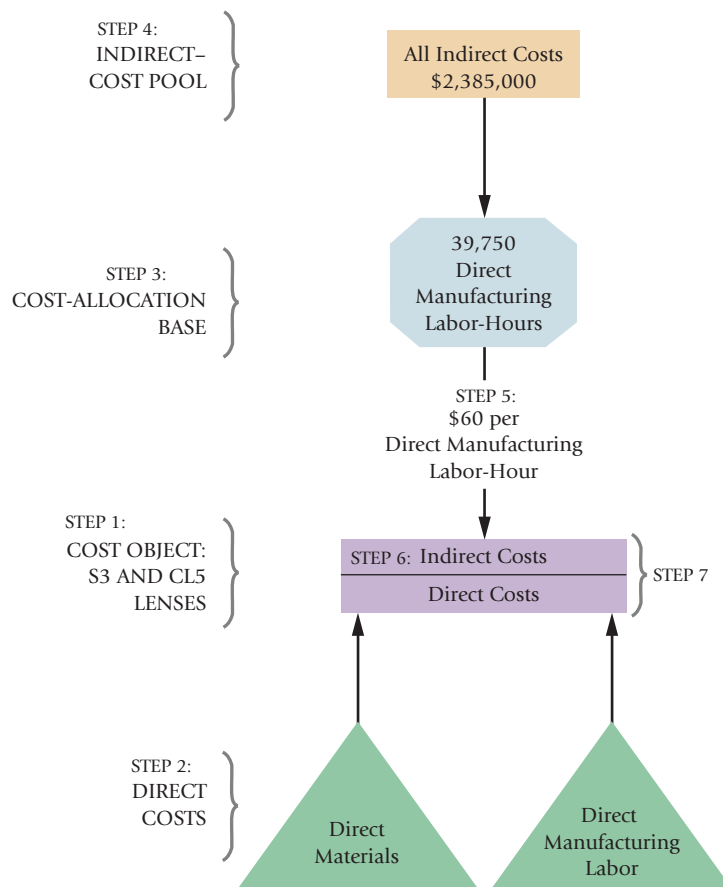 STEP 4:
INDIRECT–
COST POOL
All Indirect Costs
$2,385,000
STEP 3:
COST-ALLOCATION
BASE
39,750
Direct
Manufacturing
Labor-Hours
STEP 5:
$60 per
Direct Manufacturing
Labor-Hour
STEP 1:
COST OBJECT:
S3 AND CL5
LENSES
STEP 6: Indirect Costs
Direct Costs
STEP 7
STEP 2:
DIRECT
COSTS
Direct
Materials
Direct
Manufacturing
Labor